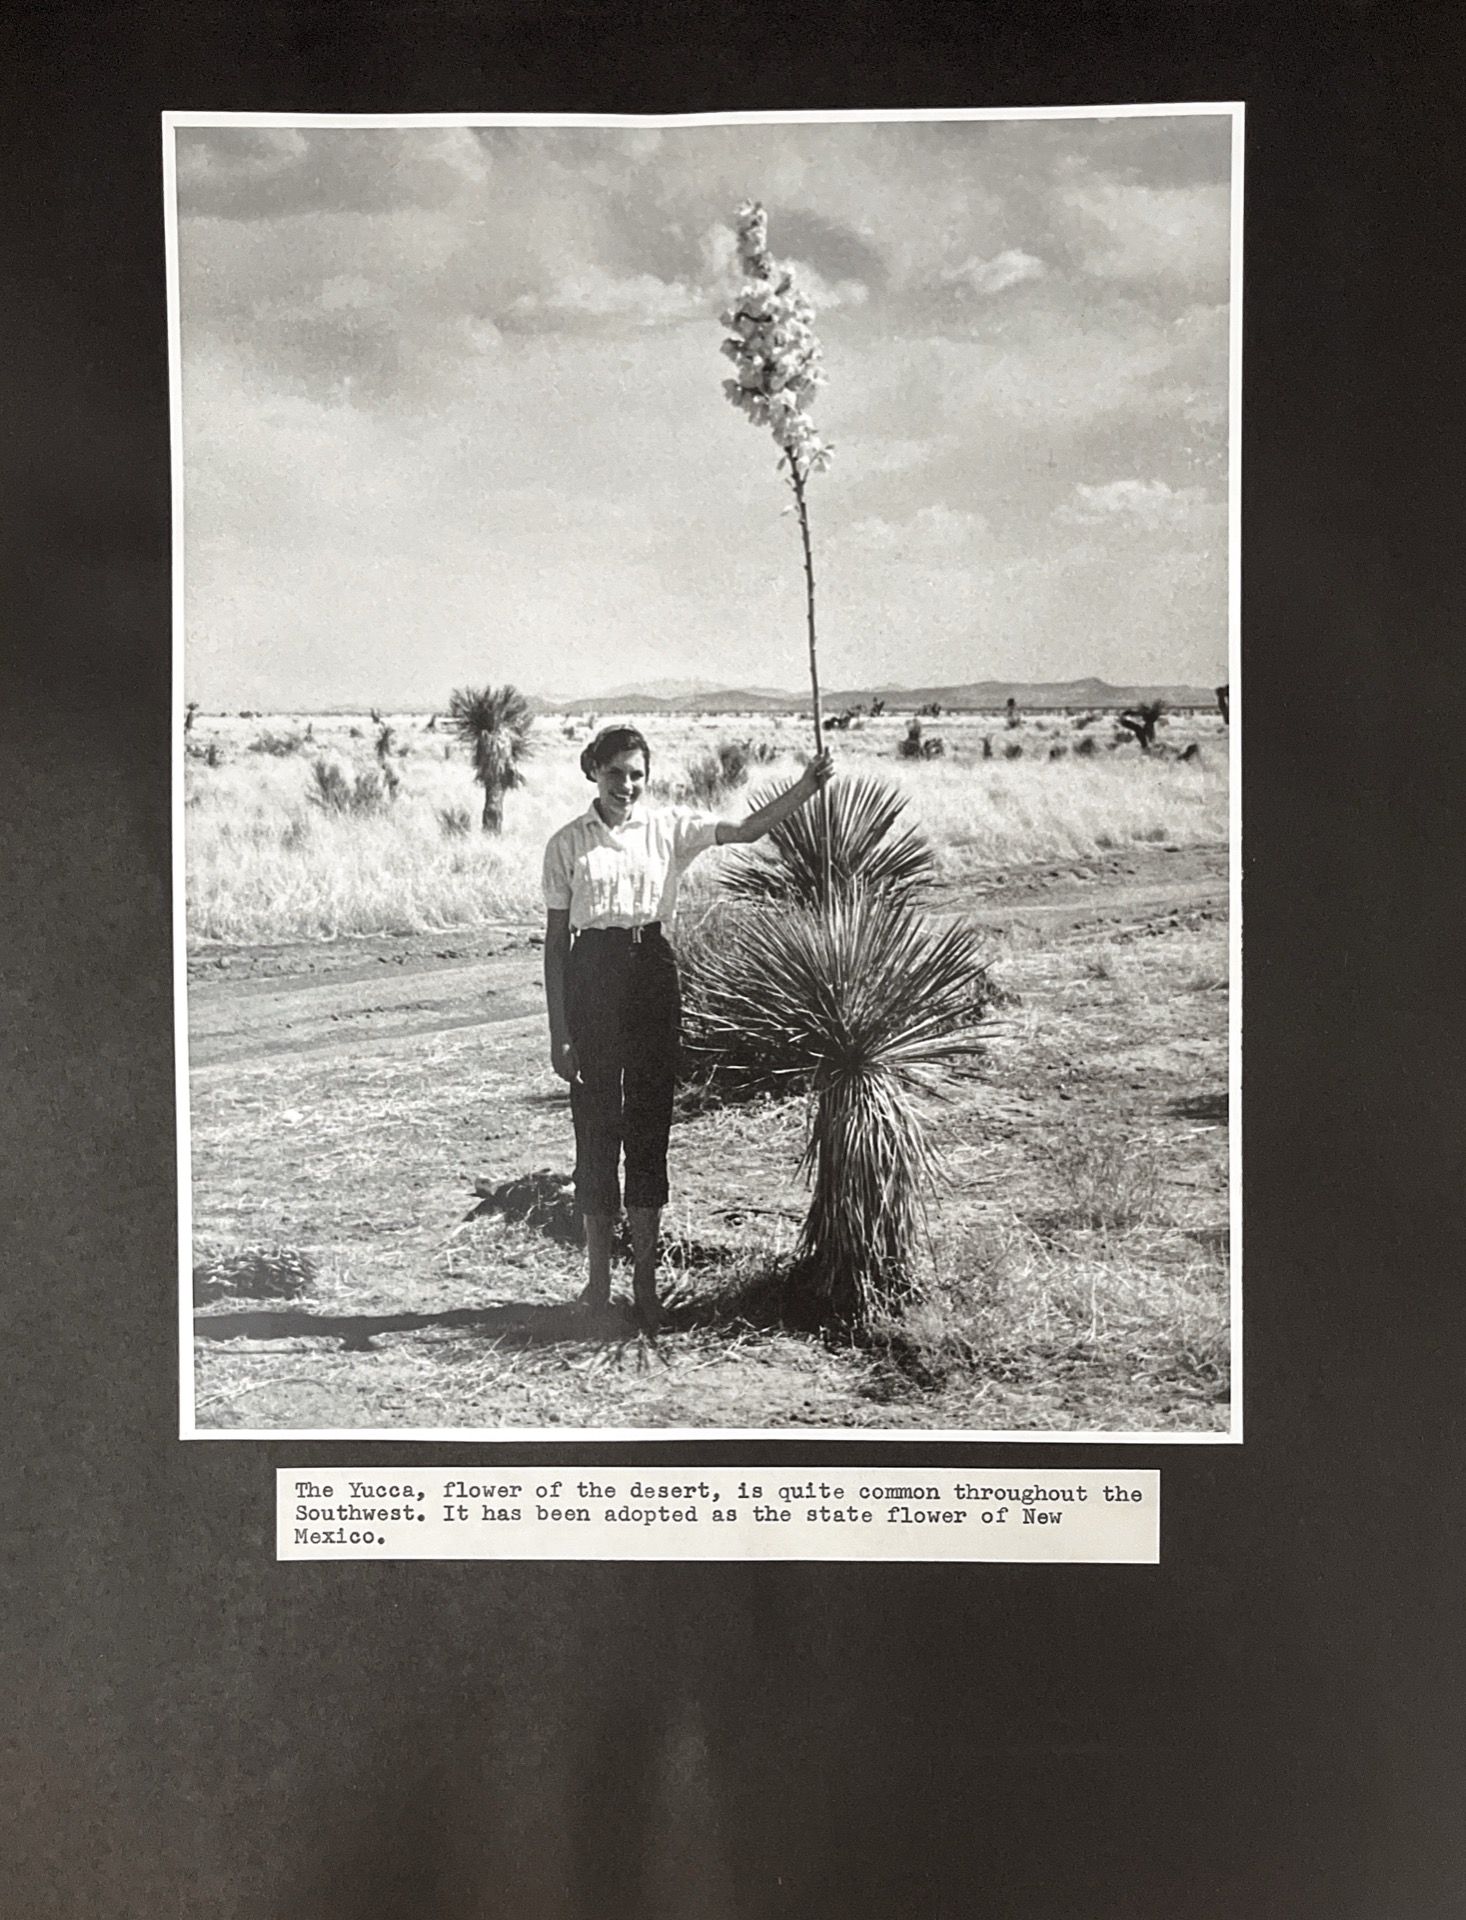 The Yucca, flower of the desert, is quite common throughout the
Southwest. It has been adopted as the state flower of New
Mexico.